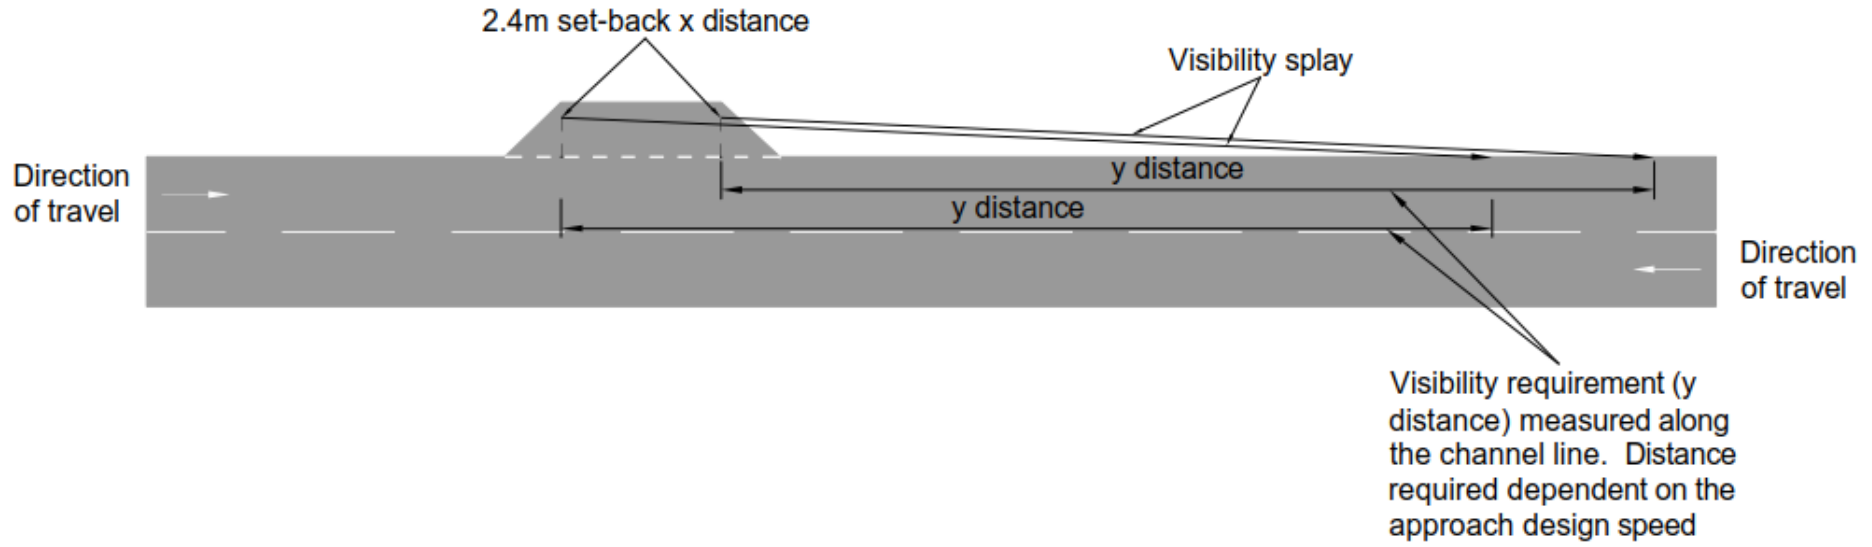 2.4m set-back x distance
Visibility splay
Direction
of travel
y distance
y distance
Direction
of travel
Visibility requirement (y
distance) measured along
the channel line.  Distance
required dependent on the
approach design speed